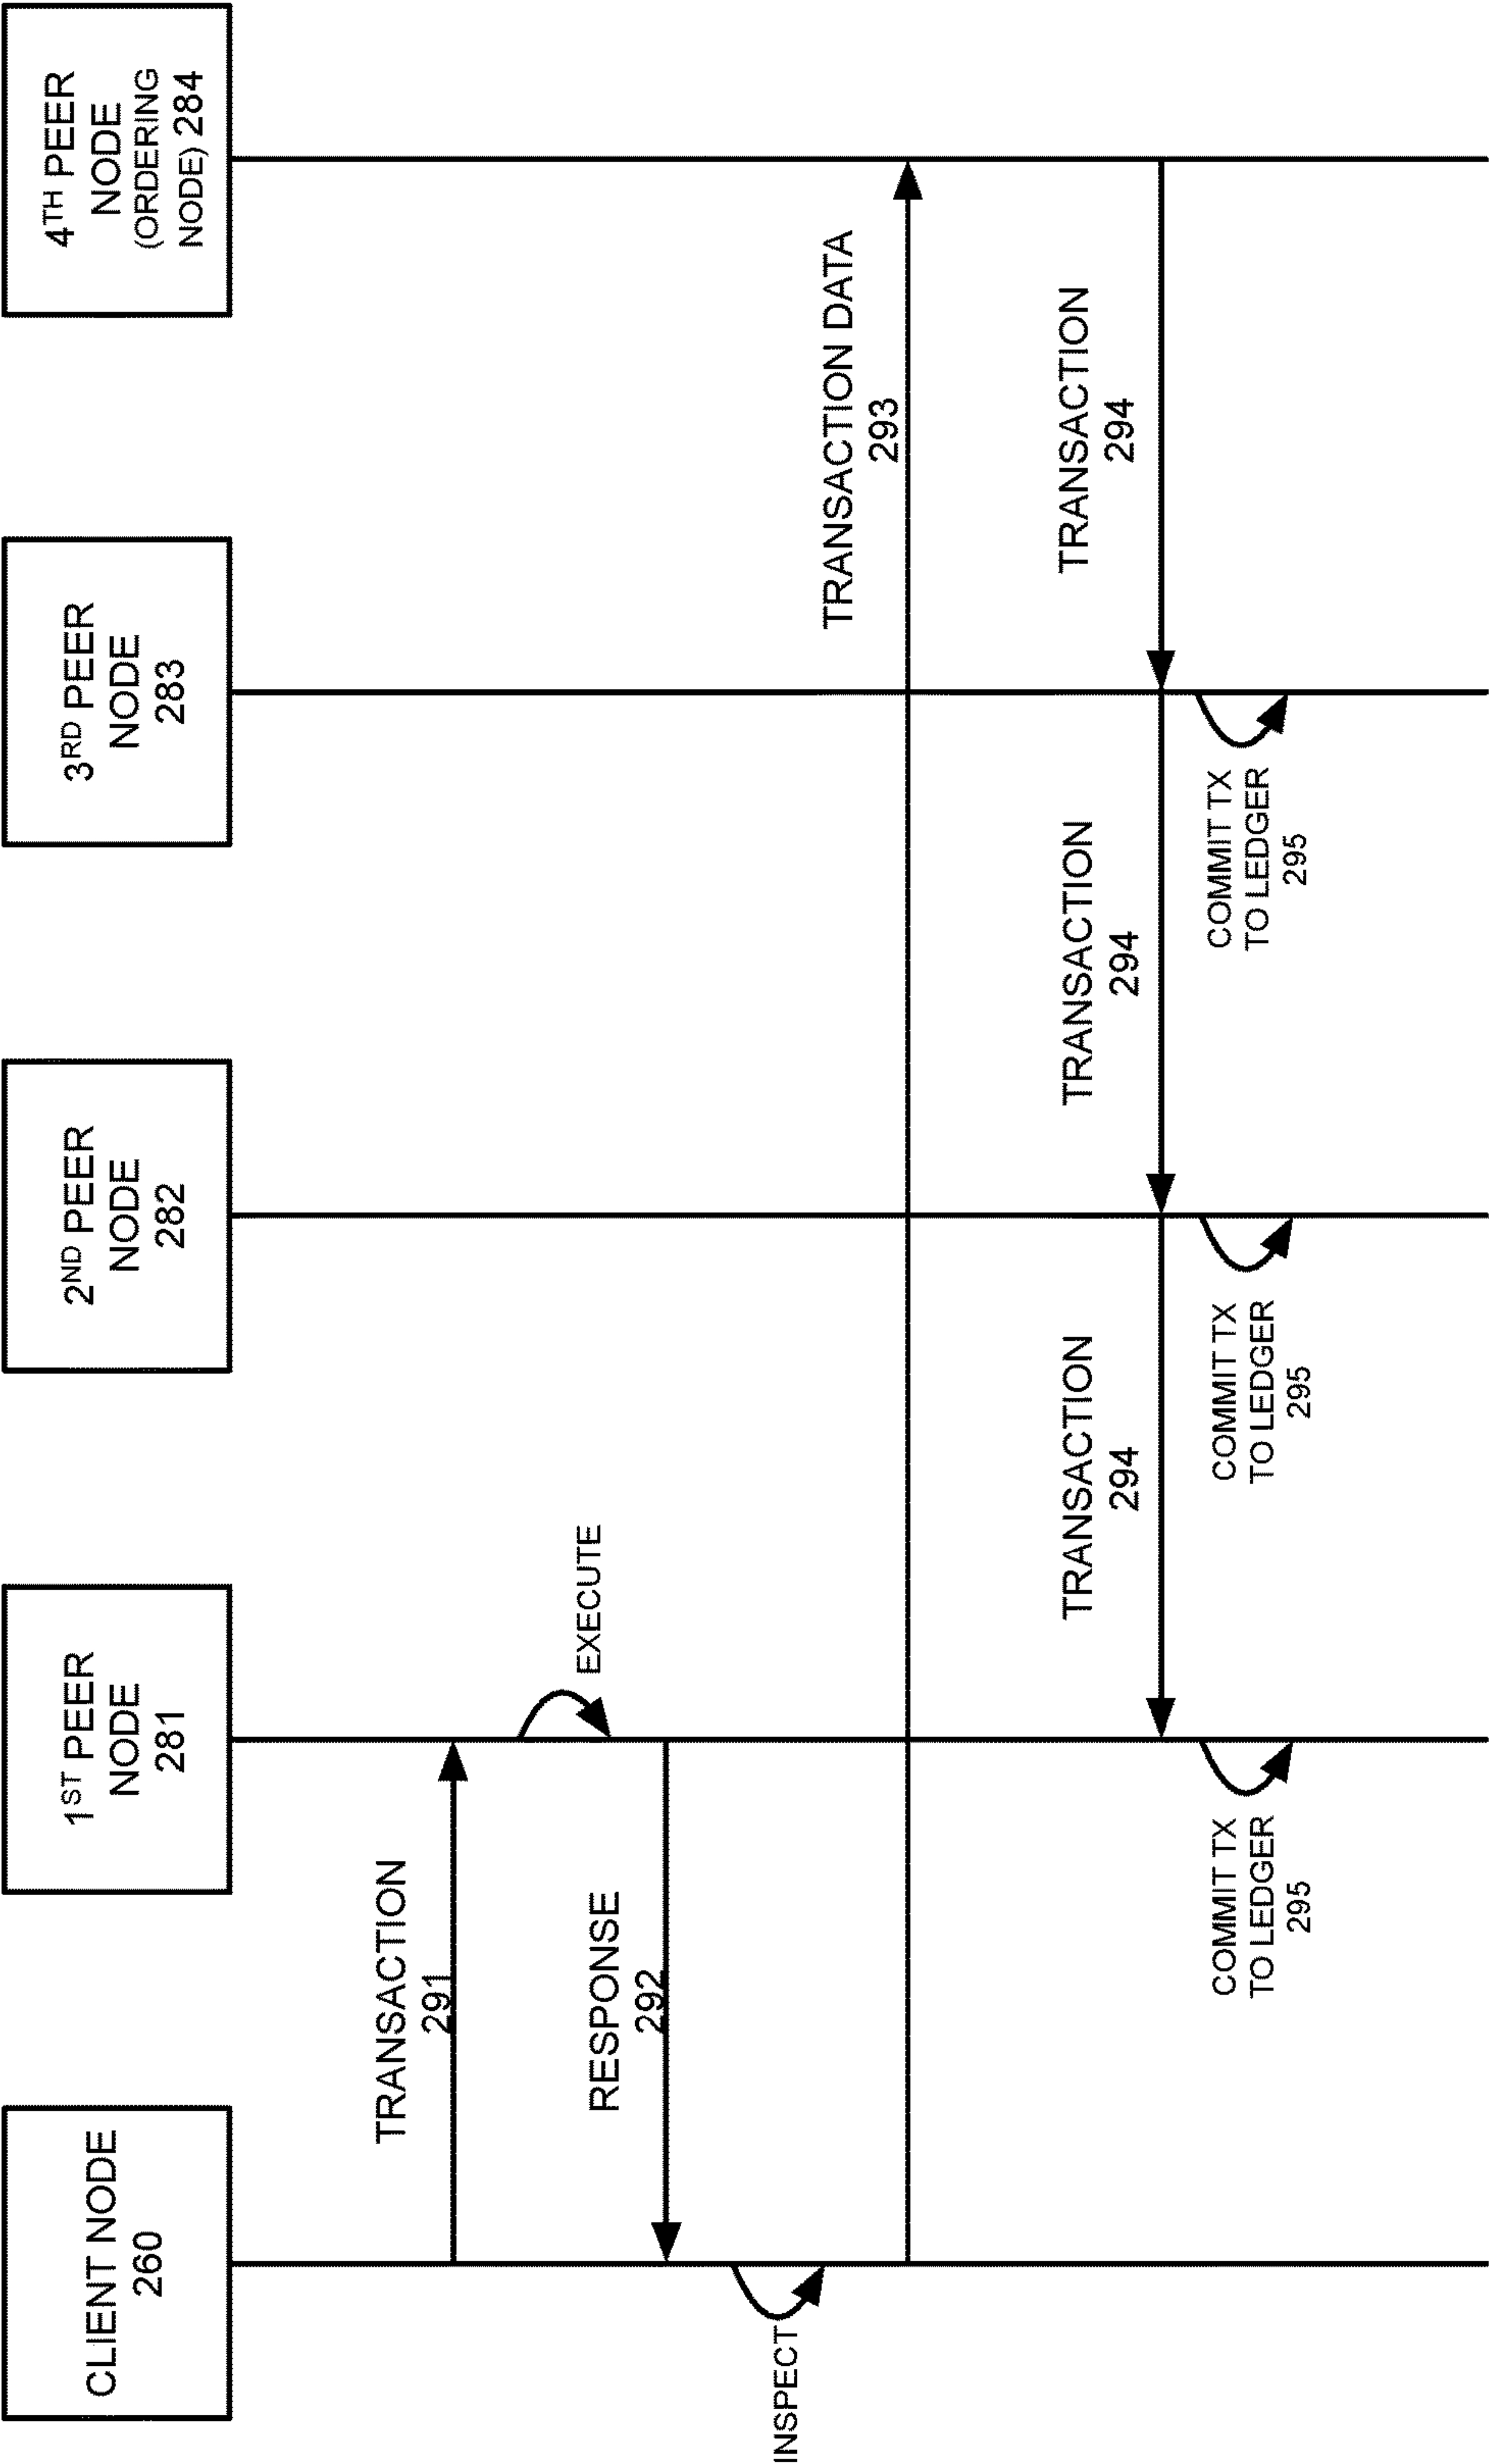 CLIENT NODE
260
1ST PEER
NODE
281
2ND PEER
NODE
282
3RD PEER
NODE
283
4TH PEER
NODE
(ORDERING
NODE) 284
TRANSACTION
291
EXECUTE
RESPONSE
292
INSPECT
TRANSACTION DATA
293
TRANSACTION
294
TRANSACTION
294
TRANSACTION
294
COMMIT TX
TO LEDGER
295
COMMIT TX
TO LEDGER
295
COMMIT TX
TO LEDGER
295